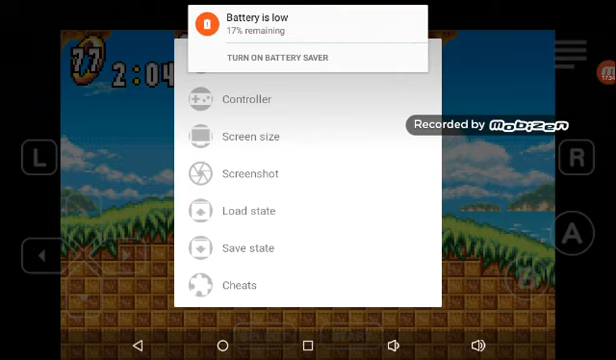 Battery is low
17% remaining
TURN ON BATTERY SAVER
77
2:04
Controller
Recorded by mobizen
Screen size
L
R
Screenshot
Load state
A
Save state
B
Cheats